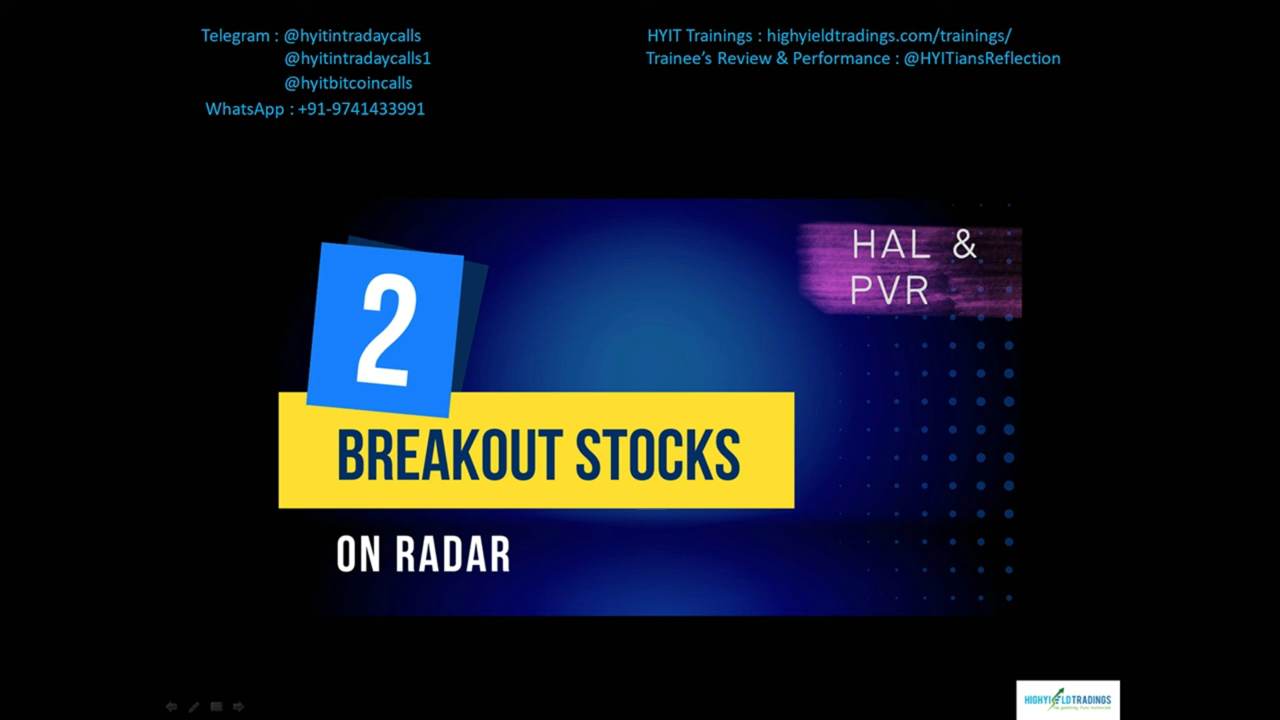 Telegram : @hyitintradaycalls
@hyitintradaycalls1
@hyitbitcoincalls
WhatsApp : +91-9741433991
HYIT Trainings : highyieldtradings.com/trainings/
Trainee’s Review & Performance : @HYITiansReflection
HAL &
PVR
2
BREAKOUT STOCKS
ON RADAR
HIGHYIELDTRADINGS